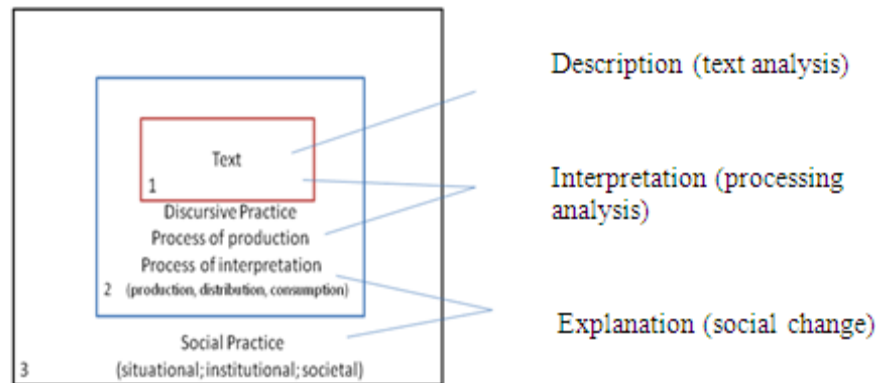 Text
1
Discursive Practice
Process of production
Process of interpretation
2 (production, distribution, consumption)
Social Practice
3 (situational; institutional; societal)
Description (text analysis)
Interpretation (processing
analysis)
Explanation (social change)